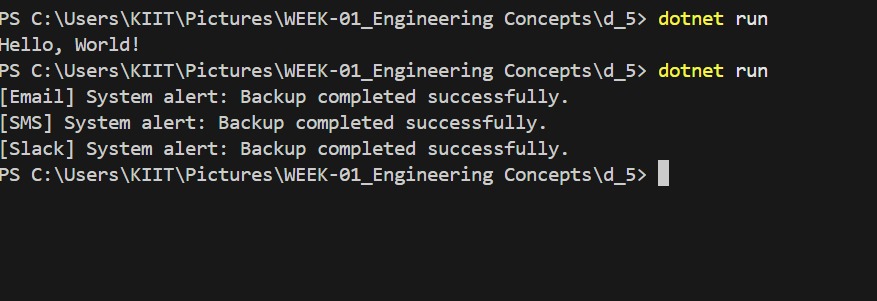 PS C:\Users\KIIT\Pictures\WEEK-01_Engineering Concepts\d_5> dotnet run
Hello, World!
PS C:\Users\KIIT\Pictures\WEEK-01_Engineering Concepts\d_5> dotnet run
[Email] System alert: Backup completed successfully.
[SMS] System alert: Backup completed successfully.
[Slack] System alert: Backup completed successfully.
PS C:\Users\KIIT\Pictures\WEEK-01_Engineering Concepts\d_5>